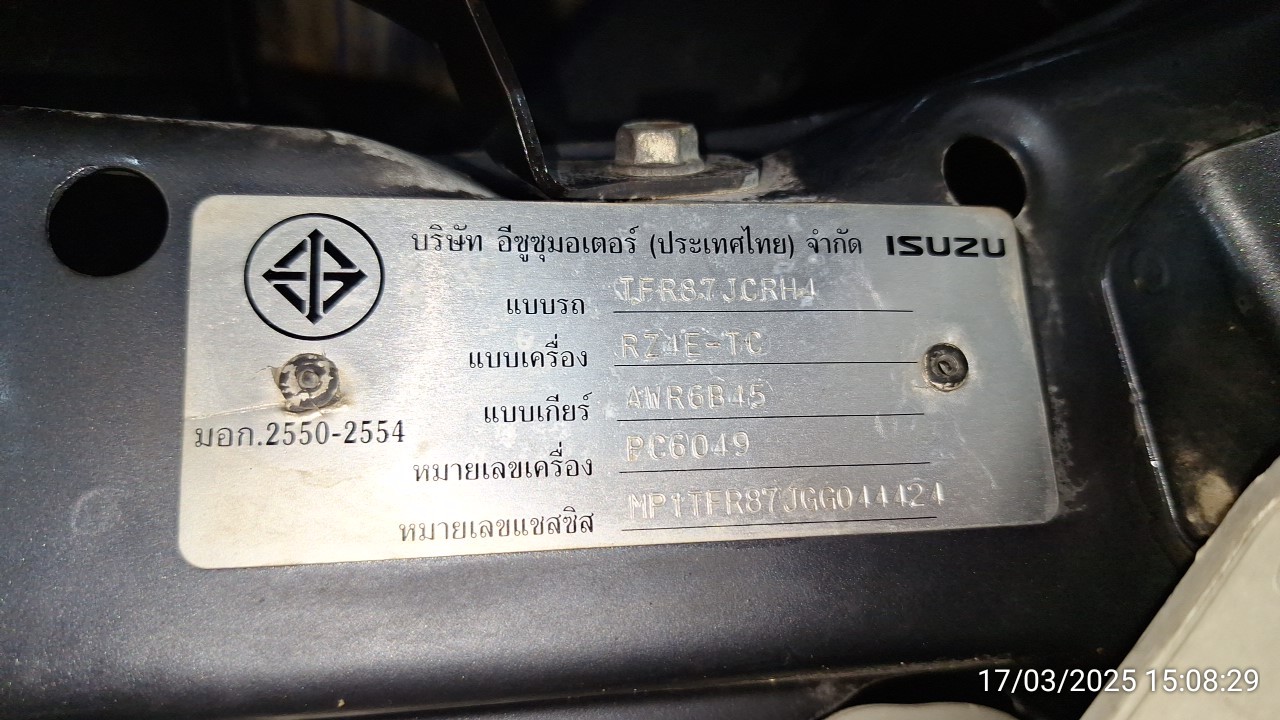 บริษัท อีซูซุมอเตอร์ (ประเทศไทย) จำกัด ISUZU
แบบรถ TFR87JCRH4
แบบเครื่อง RZ4E-TC
แบบเกียร์ AWR6B45
มอก.2550-2554
หมายเลขเครื่อง PC6049
หมายเลขแชสซิส MP1TFR87JGG044424
17/03/2025 15:08:29